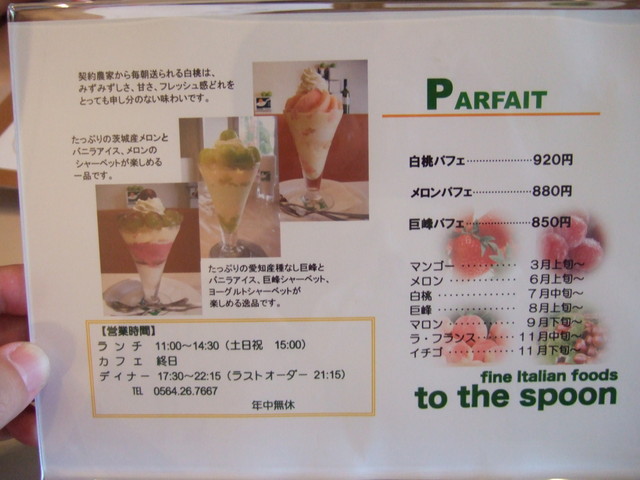 契約農家から毎朝送られる白桃は、
みずみずしさ、甘さ、フレッシュ感どれを
とっても申し分のない味わいです。
たっぷりの茨城産メロンと
バニラアイス、メロンの
シャーベットが楽しめる
一品です。
たっぷりの愛知産種なし巨峰と
バニラアイス、巨峰シャーベット、
ヨーグルトシャーベットが
楽しめる逸品です。
【営業時間】
ランチ 11:00～14:30（土日祝 15:00）
カフェ 終日
ディナー 17:30～22:15（ラストオーダー 21:15）
TEL 0564.26.7667
年中無休
PARFAIT
白桃パフェ……………………920円
メロンパフェ…………………880円
巨峰パフェ……………………850円
マンゴー ………… 3月上旬～
メロン ………… 6月上旬～
白桃 ………… 7月中旬～
巨峰 ………… 8月上旬～
マロン ………… 9月下旬～
ラ・フランス ………… 11月中旬～
イチゴ ………… 11月下旬～
fine Italian foods
to the spoon